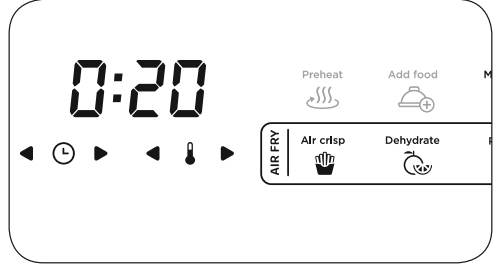 0:20
Preheat
Add food
AIR FRY
Air crisp
Dehydrate